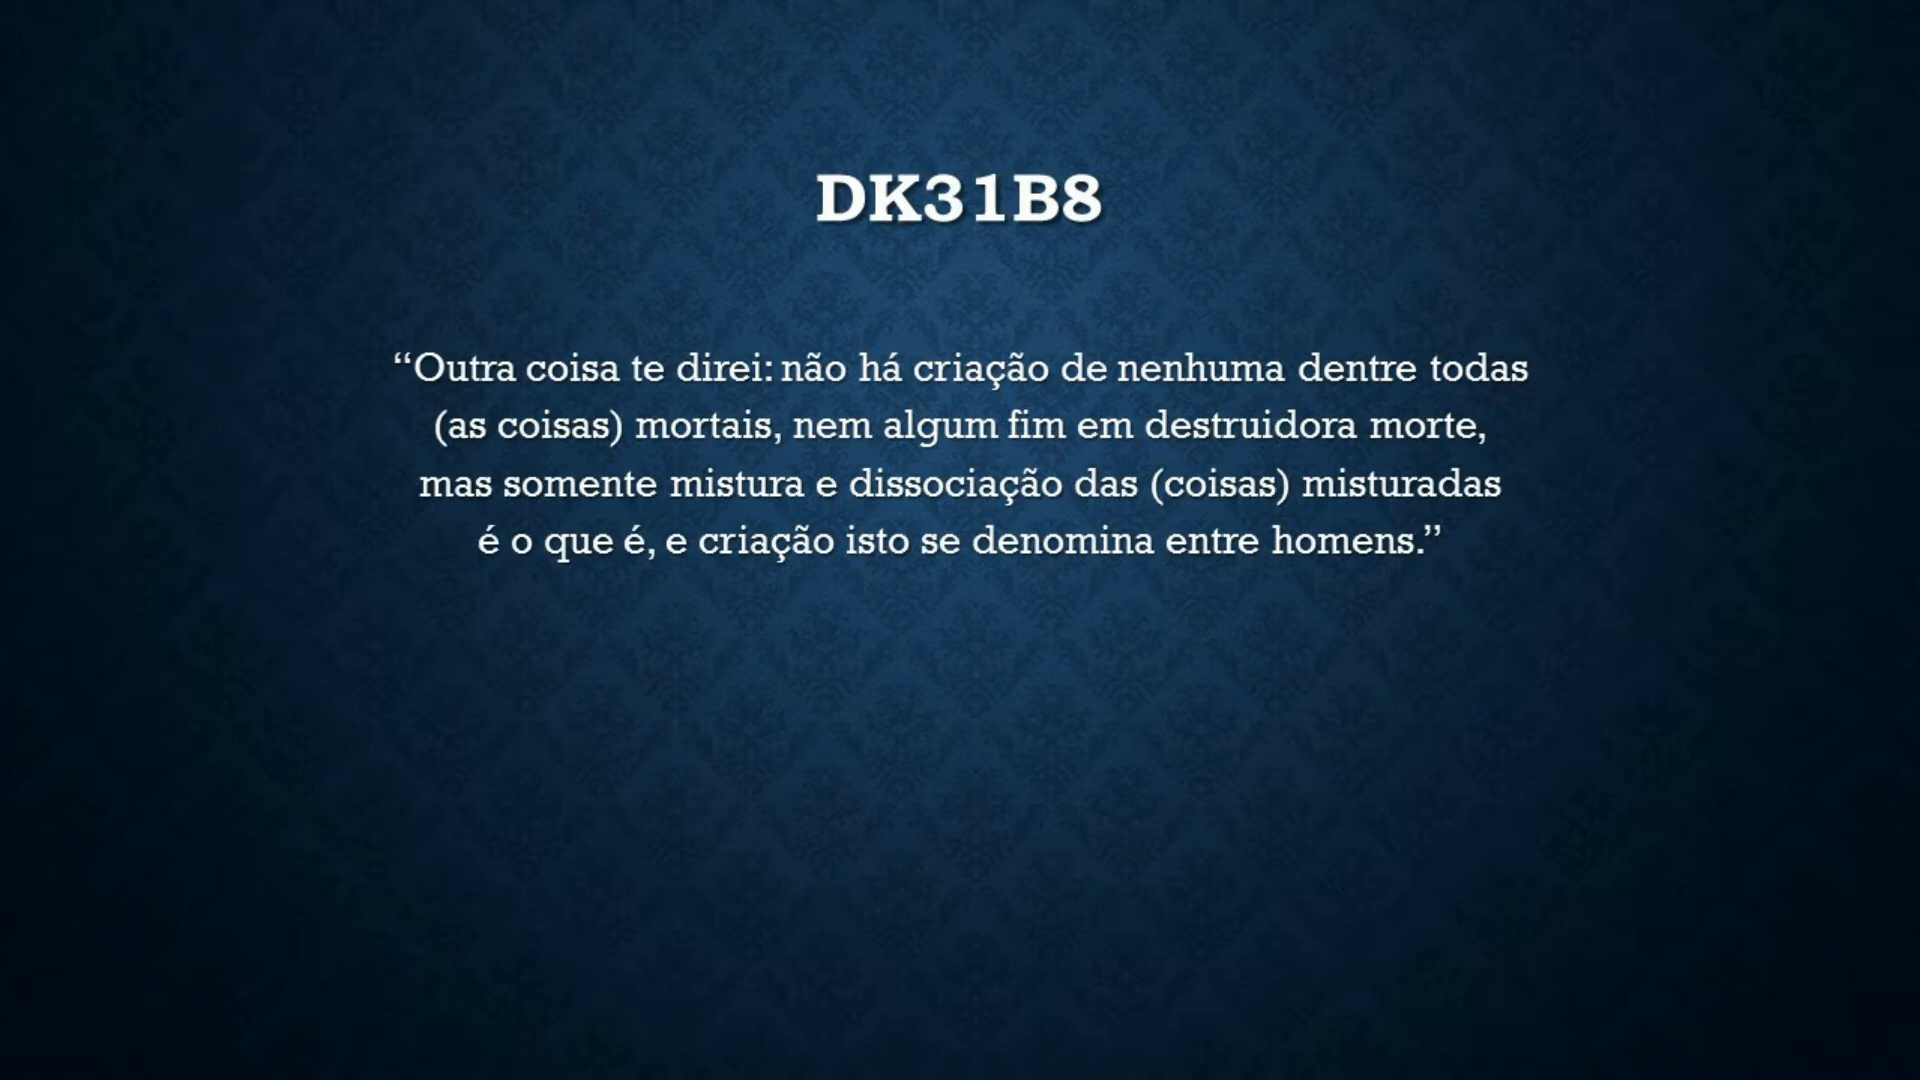 DK31B8
“Outra coisa te direi: não há criação de nenhuma dentre todas
(as coisas) mortais, nem algum fim em destruidora morte,
mas somente mistura e dissociação das (coisas) misturadas
é o que é, e criação isto se denomina entre homens.”